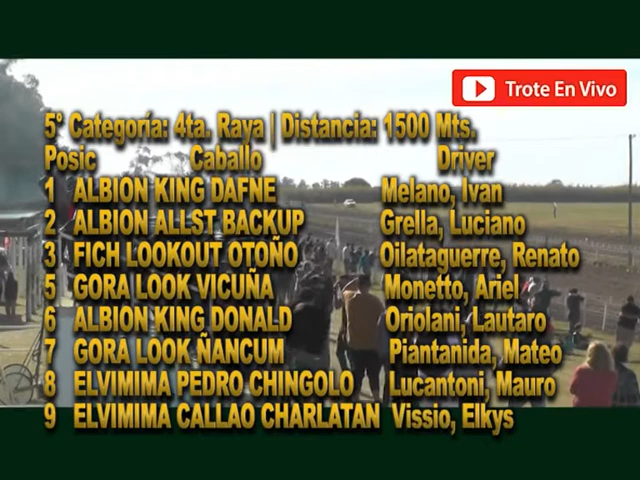 Trote En Vivo
5° Categoría: 4ta. Raya | Distancia: 1500 Mts.
Posic Caballo Driver
1 ALBION KING DAFNE Melano, Ivan
2 ALBION ALLST BACKUP Grella, Luciano
3 FICH LOOKOUT OTOÑO Oilataguerre, Renato
5 GORA LOOK VICUÑA Monetto, Ariel
6 ALBION KING DONALD Oriolani, Lautaro
7 GORA LOOK ÑANCUM Piantanida, Mateo
8 ELVIMIMA PEDRO CHINGOLO Lucantoni, Mauro
9 ELVIMIMA CALLAO CHARLATAN Vissio, Elkys